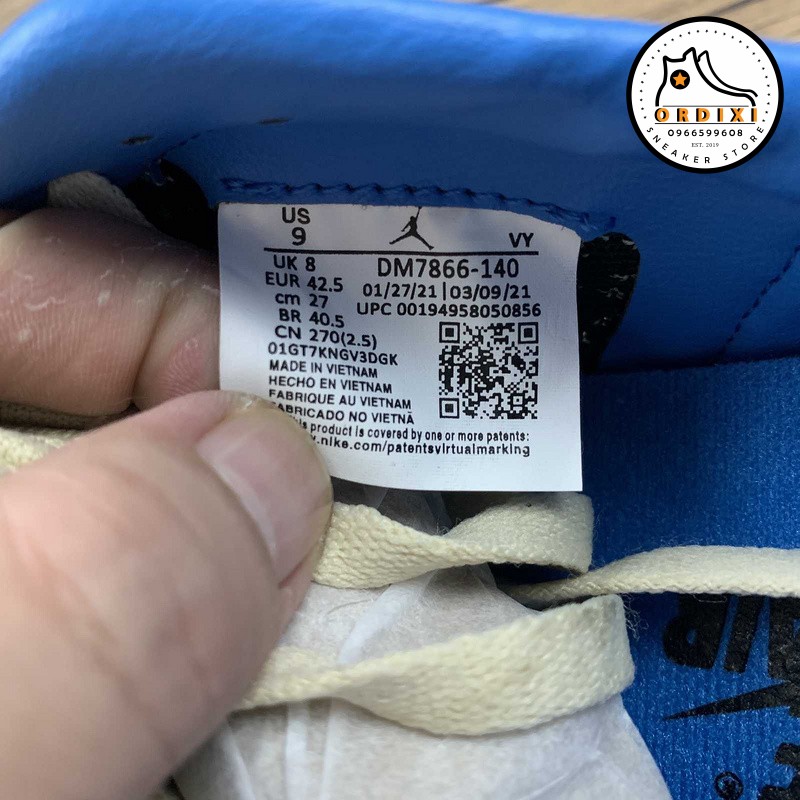 ORDIXI
0966599608
EST. 2019
SNEAKER STORE
US
9
VY
UK 8
EUR 42.5
cm 27
BR 40.5
CN 270(2.5)
01GT7KNGV3DGK
DM7866-140
01/27/21 | 03/09/21
UPC 00194958050856
MADE IN VIETNAM
HECHO EN VIETNAM
FABRIQUE AU VIETNAM
FABRICADO NO VIETNÃ
product is covered by one or more patents:
.nike.com/patentsvirtualmarking
AIR